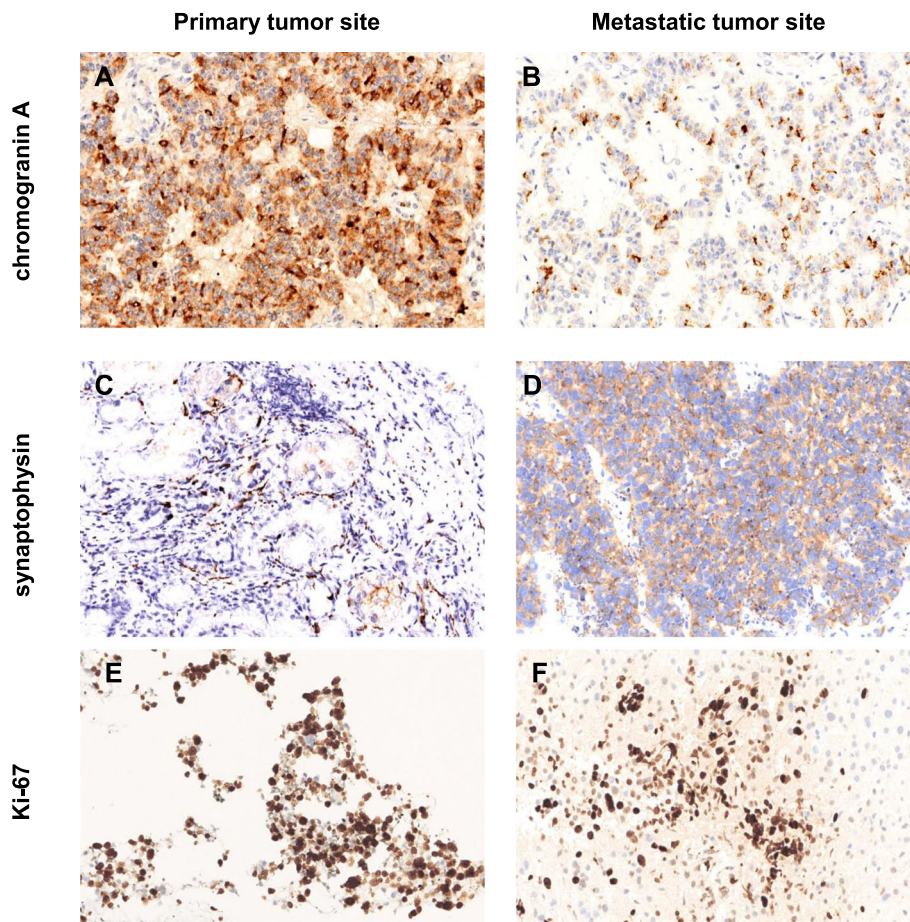 Primary tumor site
Metastatic tumor site
chromogranin A
A
B
synaptophysin
C
D
Ki-67
E
F